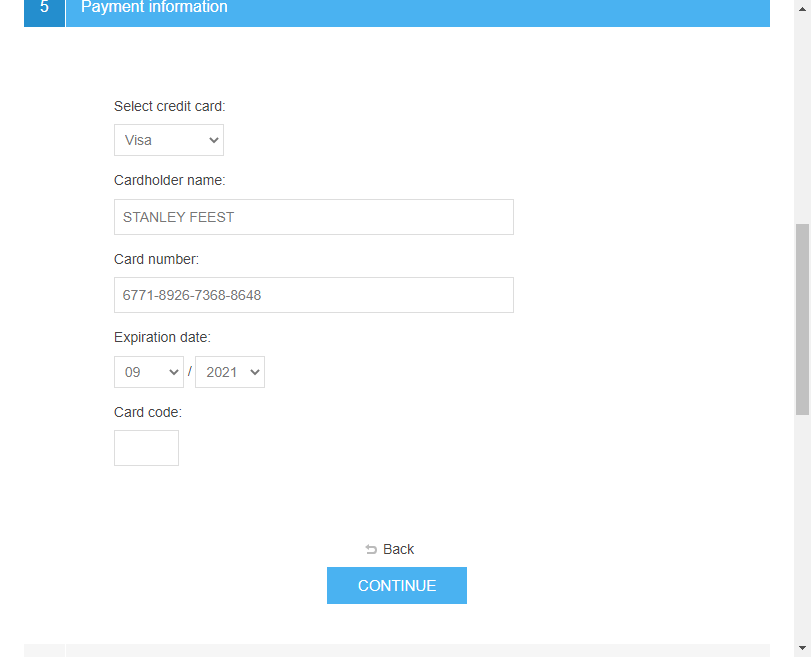 5 Payment information
Select credit card:
Visa
Cardholder name:
STANLEY FEEST
Card number:
6771-8926-7368-8648
Expiration date:
09 / 2021
Card code:
Back
CONTINUE